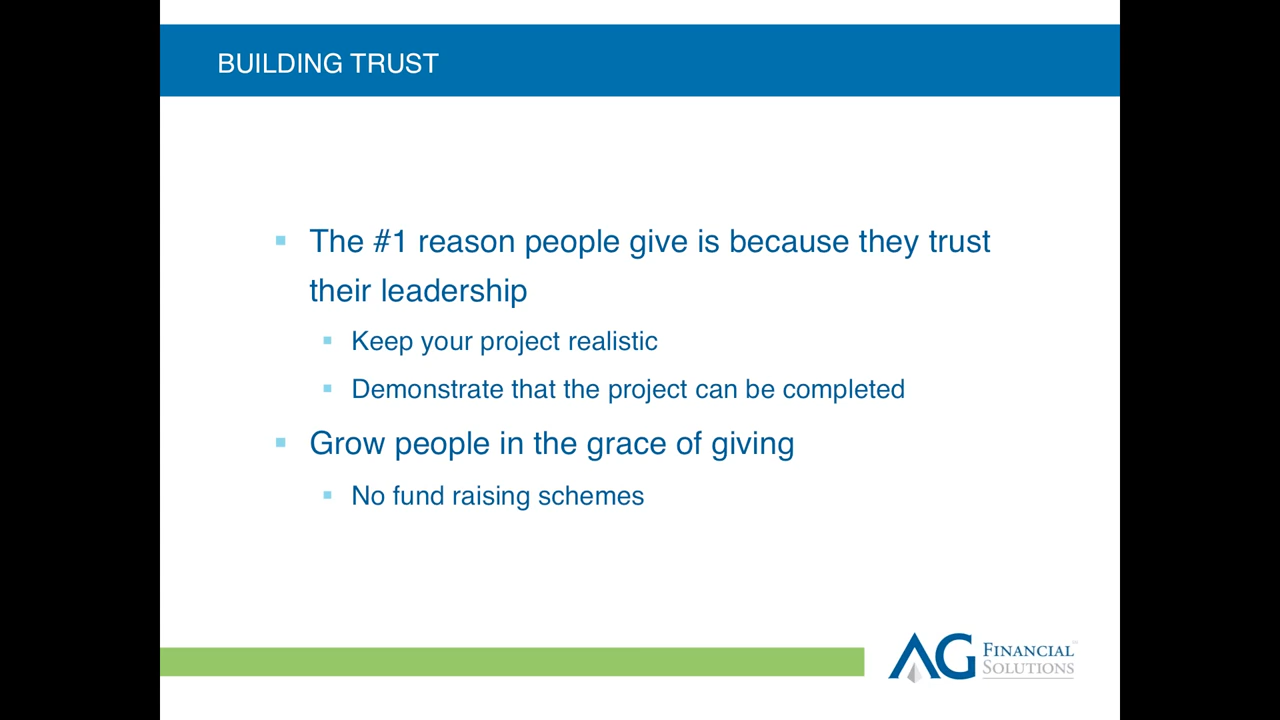 BUILDING TRUST
The #1 reason people give is because they trust
their leadership
Keep your project realistic
Demonstrate that the project can be completed
Grow people in the grace of giving
No fund raising schemes
AG FINANCIAL
SOLUTIONS